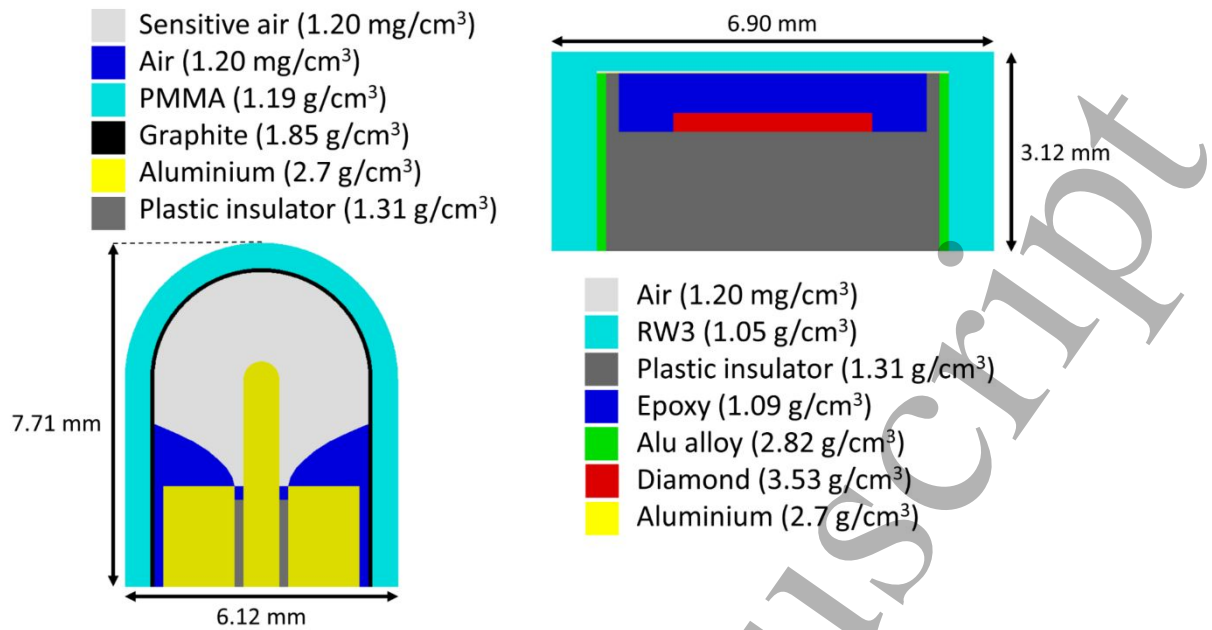 Sensitive air (1.20 mg/cm³)
Air (1.20 mg/cm³)
PMMA (1.19 g/cm³)
Graphite (1.85 g/cm³)
Aluminium (2.7 g/cm³)
Plastic insulator (1.31 g/cm³)
7.71 mm
6.12 mm
6.90 mm
3.12 mm
Air (1.20 mg/cm³)
RW3 (1.05 g/cm³)
Plastic insulator (1.31 g/cm³)
Epoxy (1.09 g/cm³)
Alu alloy (2.82 g/cm³)
Diamond (3.53 g/cm³)
Aluminium (2.7 g/cm³)
uscript